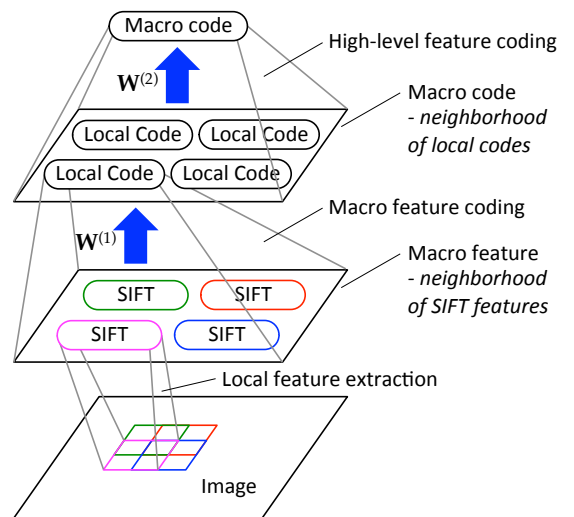 Macro code
High-level feature coding
W(2)
Macro code
- neighborhood
of local codes
Local Code Local Code
Local Code Local Code
Macro feature coding
W(1)
Macro feature
- neighborhood
of SIFT features
SIFT SIFT
SIFT SIFT
Local feature extraction
Image